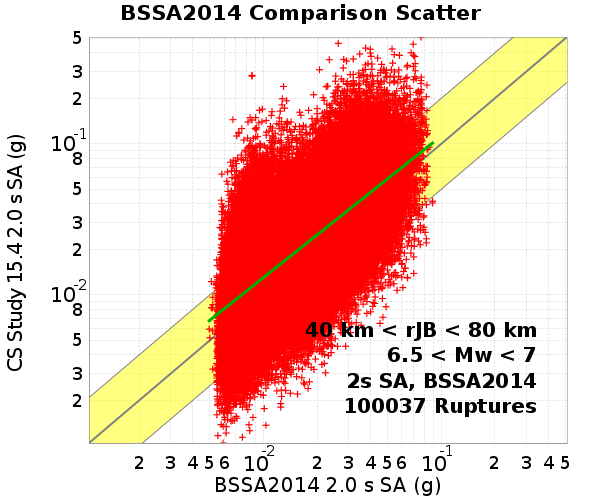 BSSA2014 Comparison Scatter
CS Study 15.4 2.0 s SA (g)
5
3
2
10-1
8
5
3
2
10-2
8
5
3
2
40 km < rJB < 80 km
6.5 < Mw < 7
2s SA, BSSA2014
100037 Ruptures
2 3 4 5 6 10-2 2 3 4 5 6 10-1 2 3 4 5
BSSA2014 2.0 s SA (g)